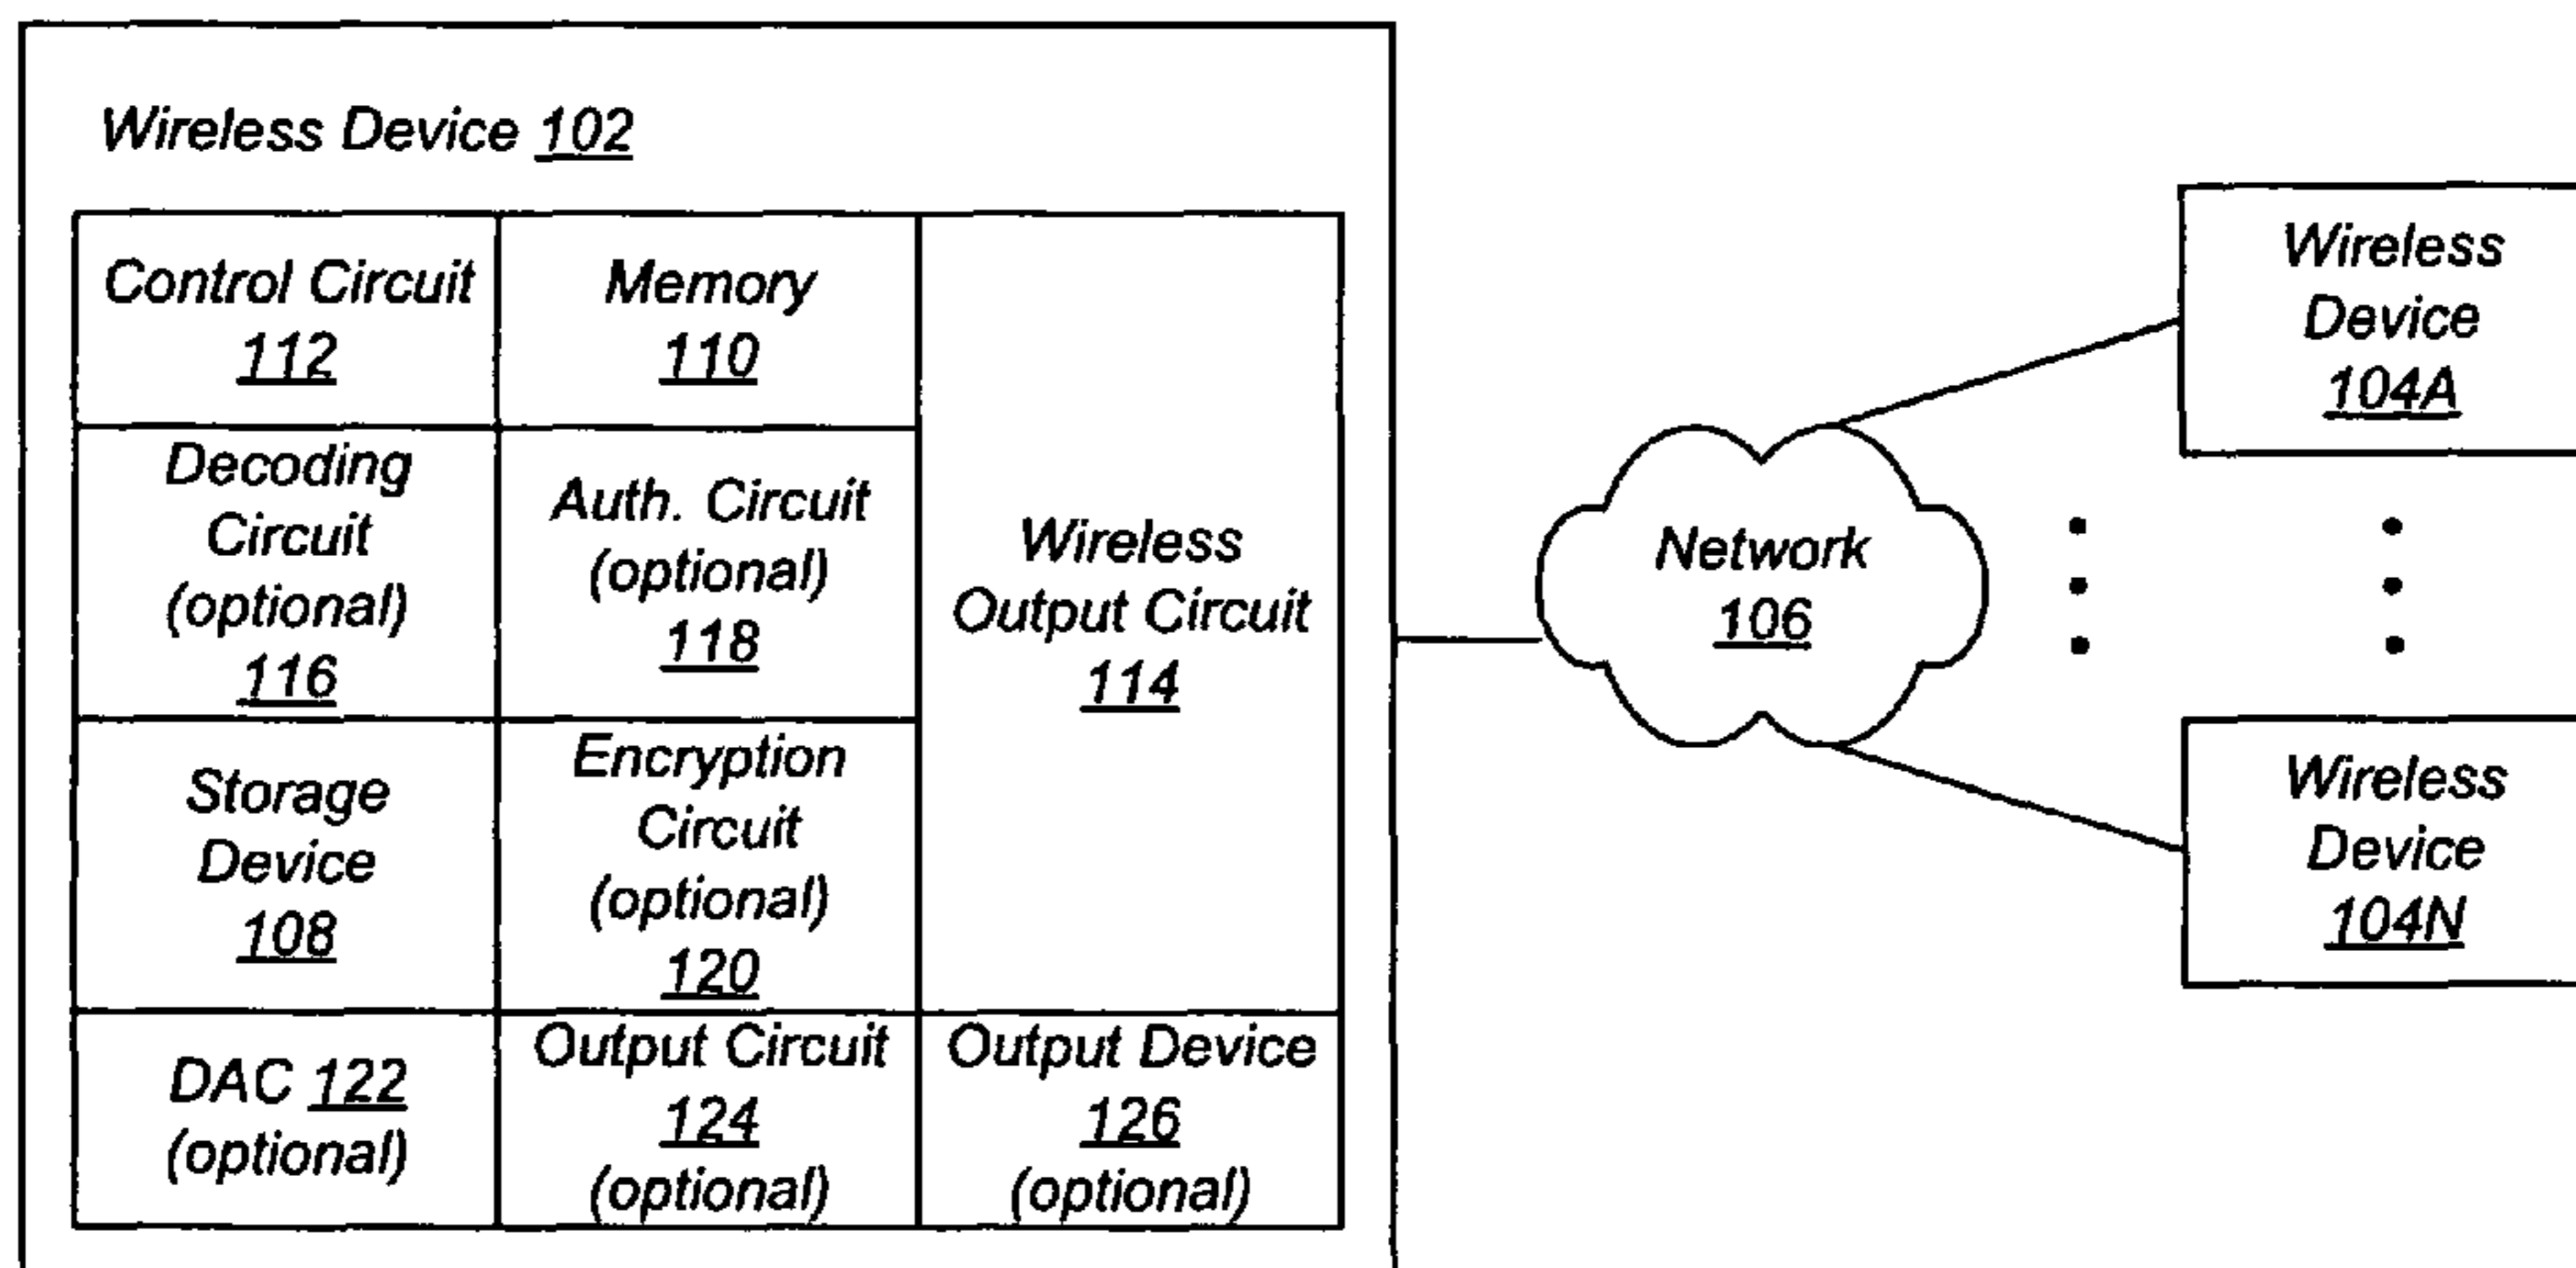 Wireless Device 102
Control Circuit
112
Memory
110
Decoding
Circuit
(optional)
116
Auth. Circuit
(optional)
118
Wireless
Output Circuit
114
Storage
Device
108
Encryption
Circuit
(optional)
120
DAC 122
(optional)
Output Circuit
124
(optional)
Output Device
126
(optional)
Network
106
Wireless
Device
104A
Wireless
Device
104N